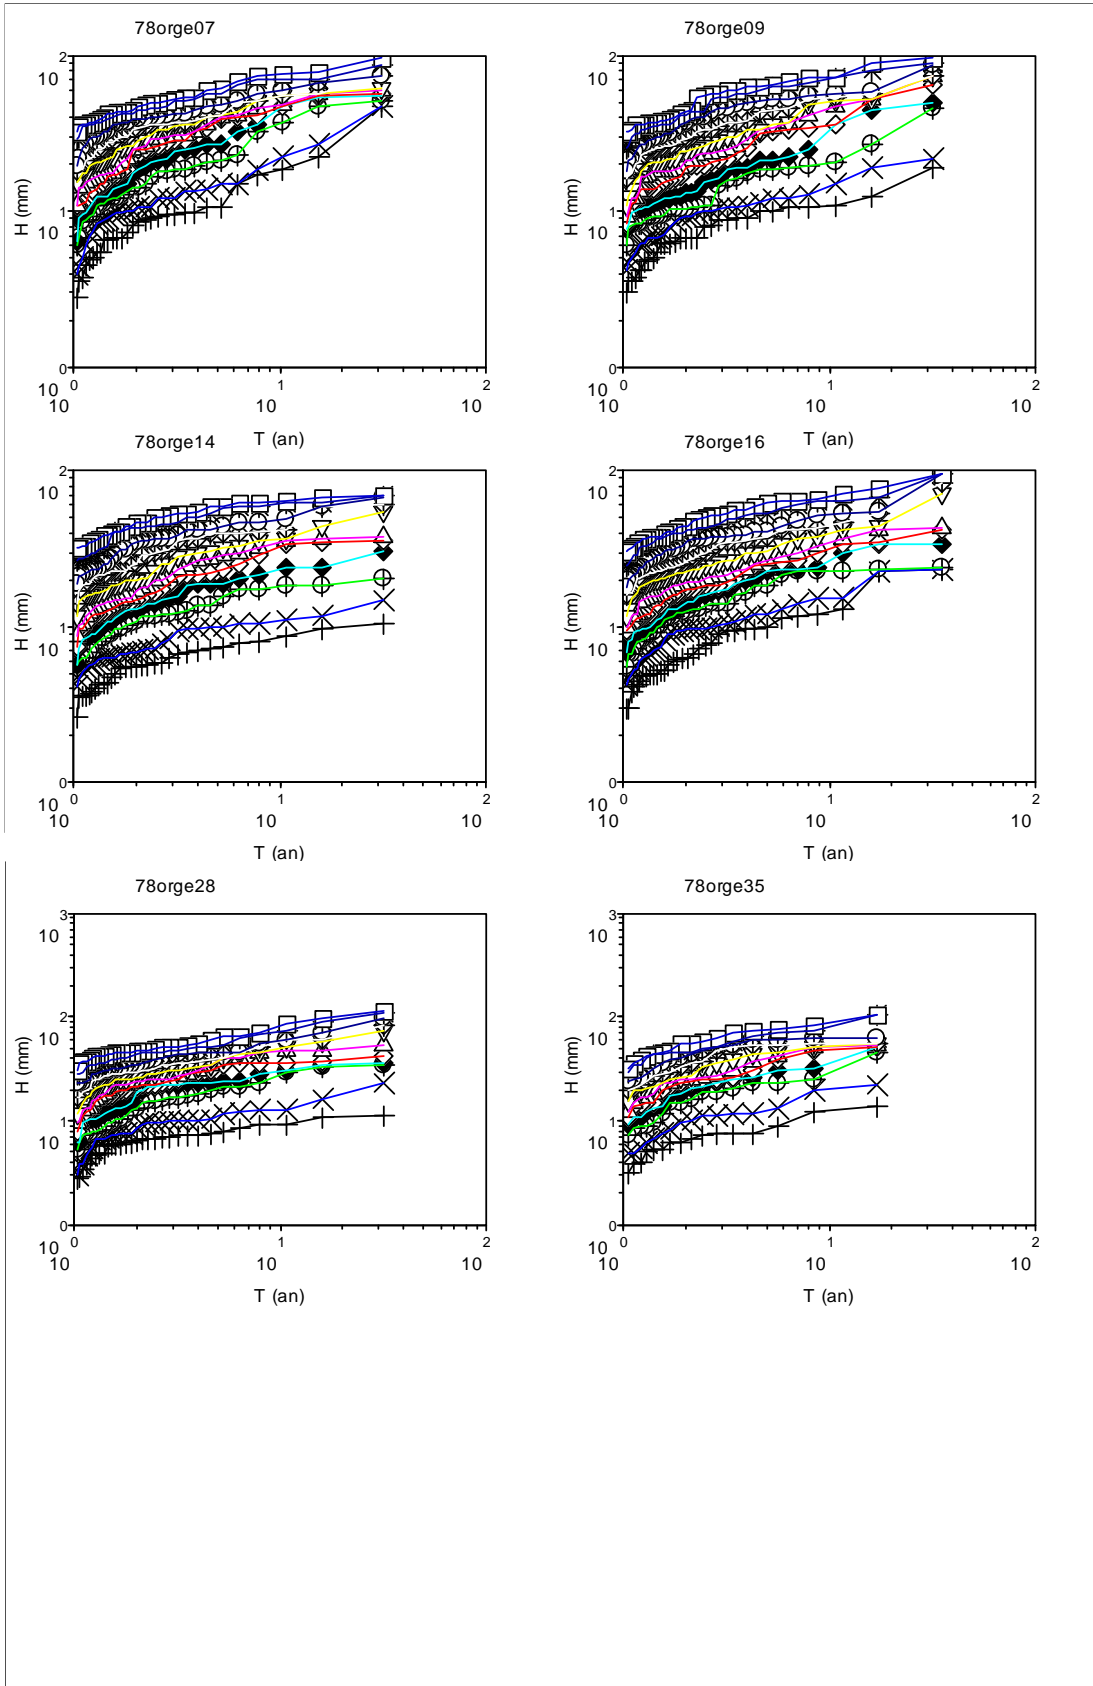 78orge07 78orge09
10^2 10^2
H (mm) H (mm)
10^1 10^1
10^0 10^0
10^0 10^1 10^2 10^0 10^1 10^2
T (an) T (an)
78orge14 78orge16
10^2 10^2
H (mm) H (mm)
10^1 10^1
10^0 10^0
10^0 10^1 10^2 10^0 10^1 10^2
T (an) T (an)
78orge28 78orge35
10^3 10^3
10^2 10^2
H (mm) H (mm)
10^1 10^1
10^0 10^0
10^0 10^1 10^2 10^0 10^1 10^2
T (an) T (an)